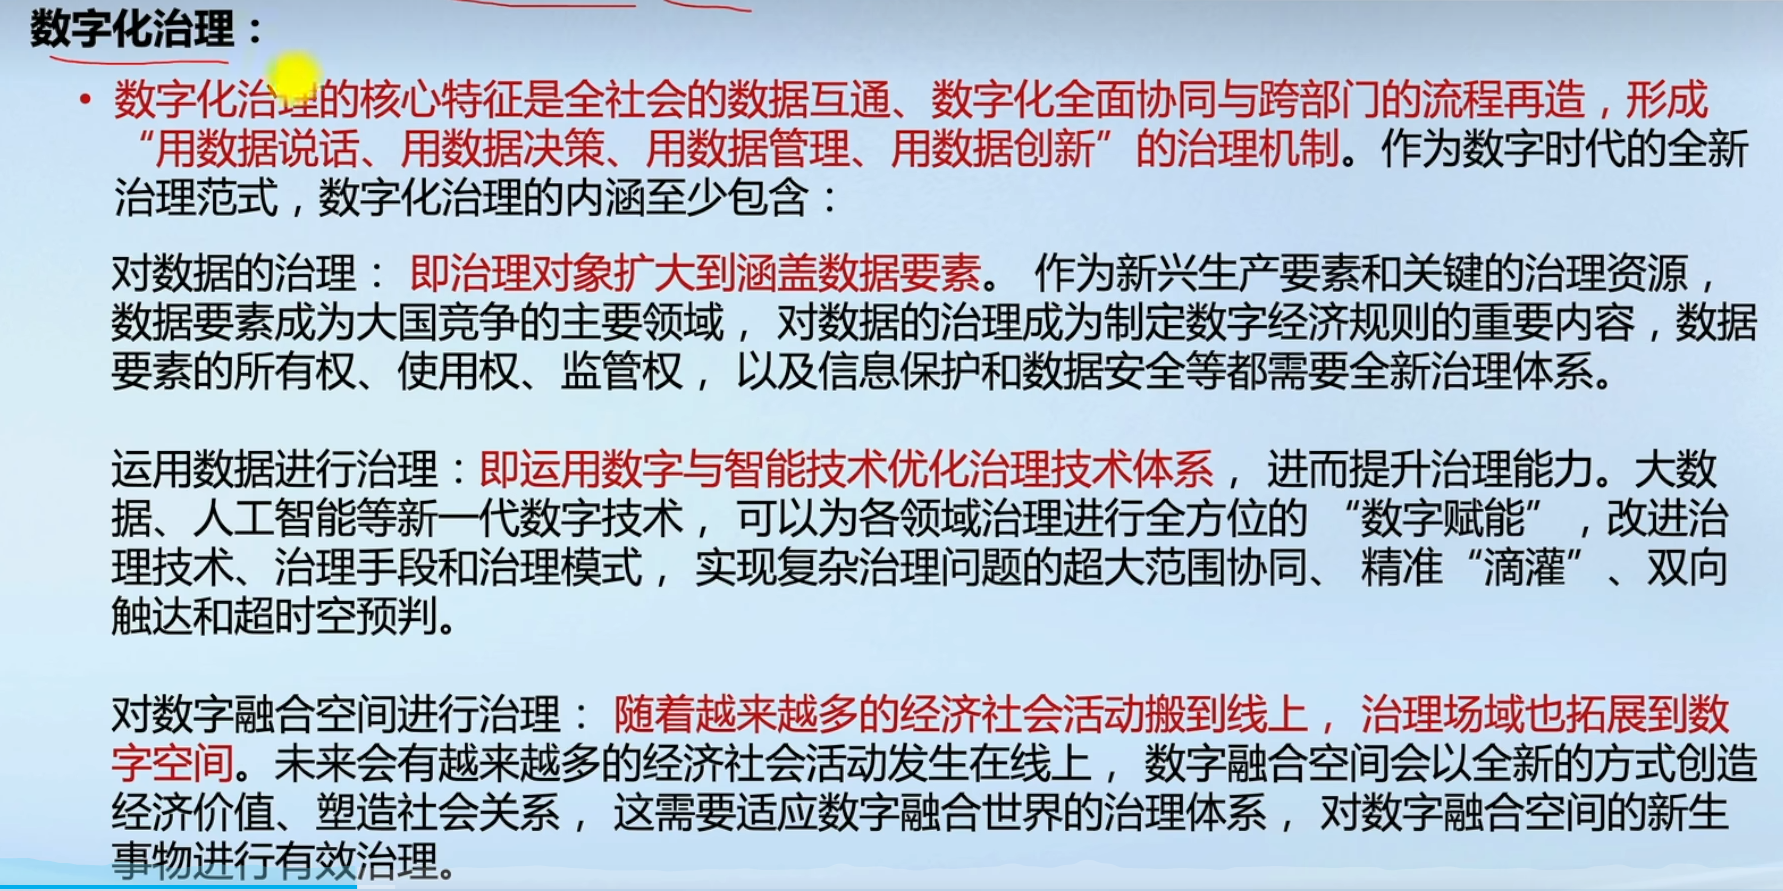 数字化治理：
• 数字化治理的核心特征是全社会的数据互通、数字化全面协同与跨部门的流程再造，形成
“用数据说话、用数据决策、用数据管理、用数据创新”的治理机制。作为数字时代的全新
治理范式，数字化治理的内涵至少包含：
对数据的治理： 即治理对象扩大到涵盖数据要素。 作为新兴生产要素和关键的治理资源，
数据要素成为大国竞争的主要领域， 对数据的治理成为制定数字经济规则的重要内容，数据
要素的所有权、使用权、监管权， 以及信息保护和数据安全等都需要全新治理体系。
运用数据进行治理：即运用数字与智能技术优化治理技术体系， 进而提升治理能力。大数
据、人工智能等新一代数字技术， 可以为各领域治理进行全方位的 “数字赋能” ，改进治
理技术、治理手段和治理模式， 实现复杂治理问题的超大范围协同、 精准“滴灌” 、双向
触达和超时空预判。
对数字融合空间进行治理： 随着越来越多的经济社会活动搬到线上， 治理场域也拓展到数
字空间。未来会有越来越多的经济社会活动发生在线上， 数字融合空间会以全新的方式创造
经济价值、塑造社会关系， 这需要适应数字融合世界的治理体系， 对数字融合空间的新生
事物进行有效治理。